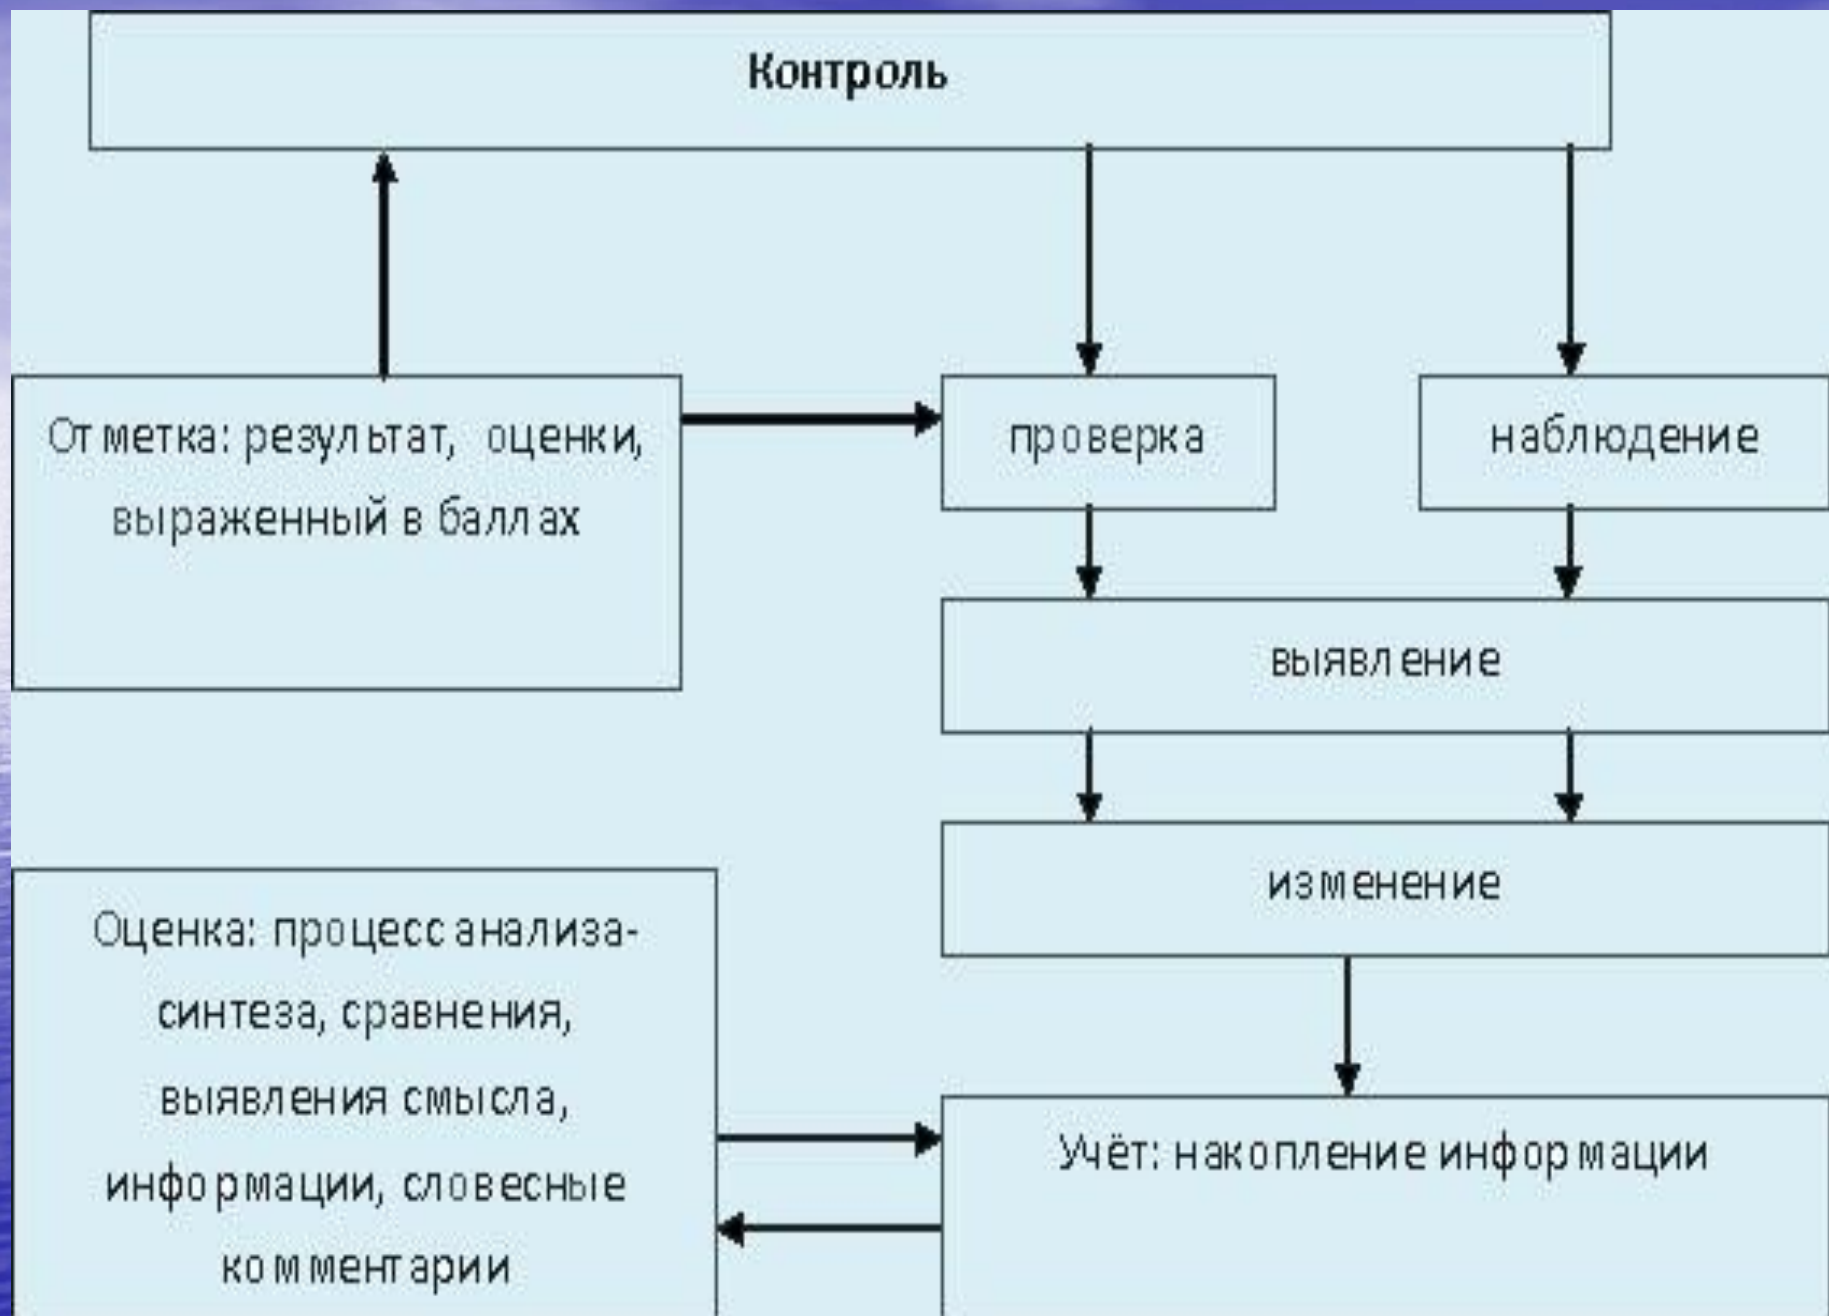 Контроль
Отметка: результат, оценки,
выраженный в баллах
проверка
наблюдение
выявление
изменение
Оценка: процесс анализа-
синтеза, сравнения,
выявления смысла,
информации, словесные
комментарии
Учёт: накопление информации